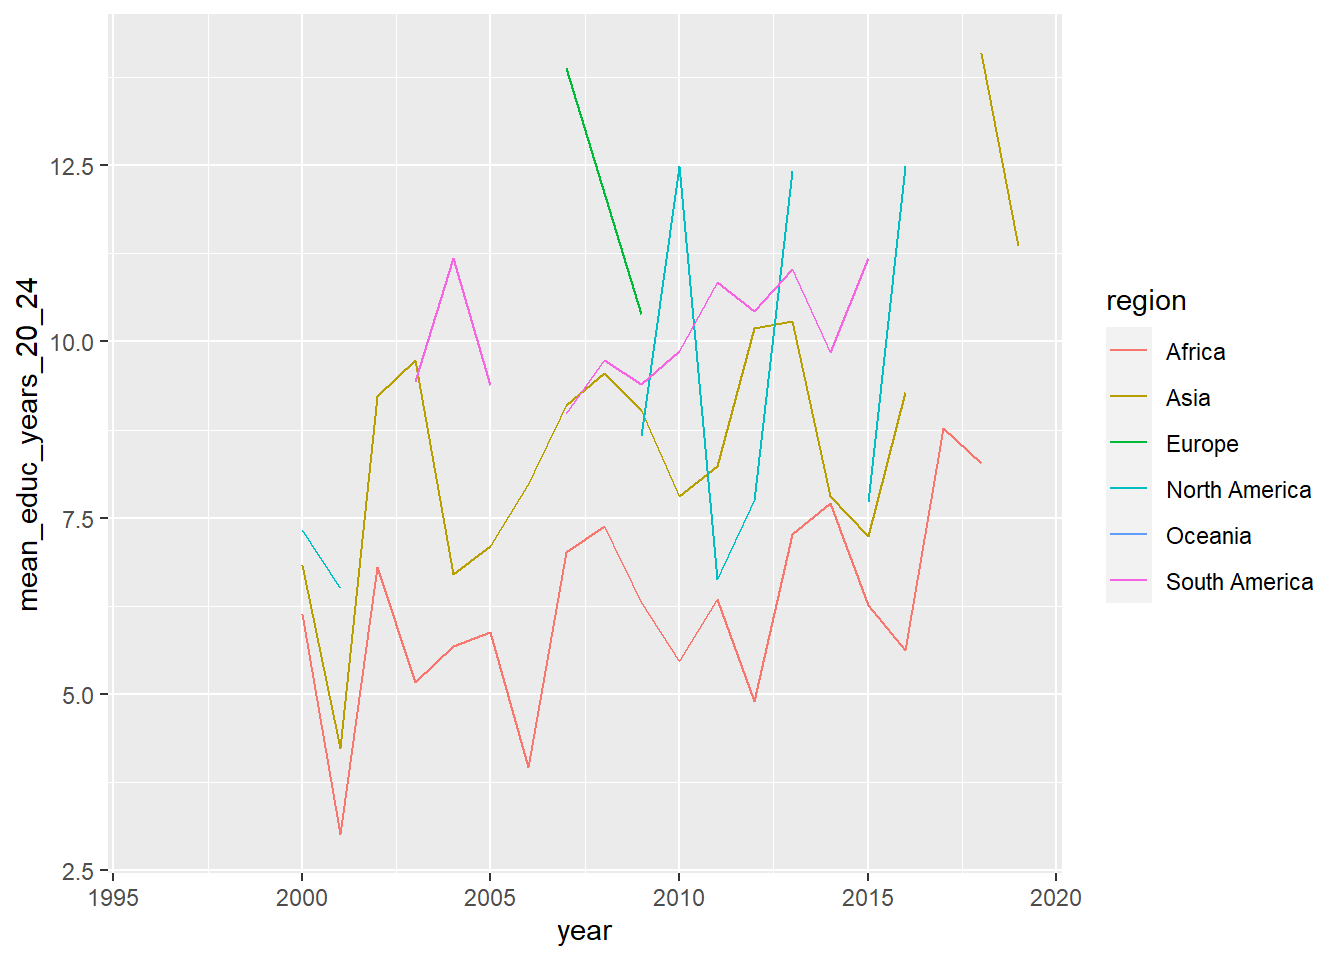 mean_educ_years_20_24
12.5
10.0
7.5
5.0
2.5
1995 2000 2005 2010 2015 2020
year
region
Africa
Asia
Europe
North America
Oceania
South America